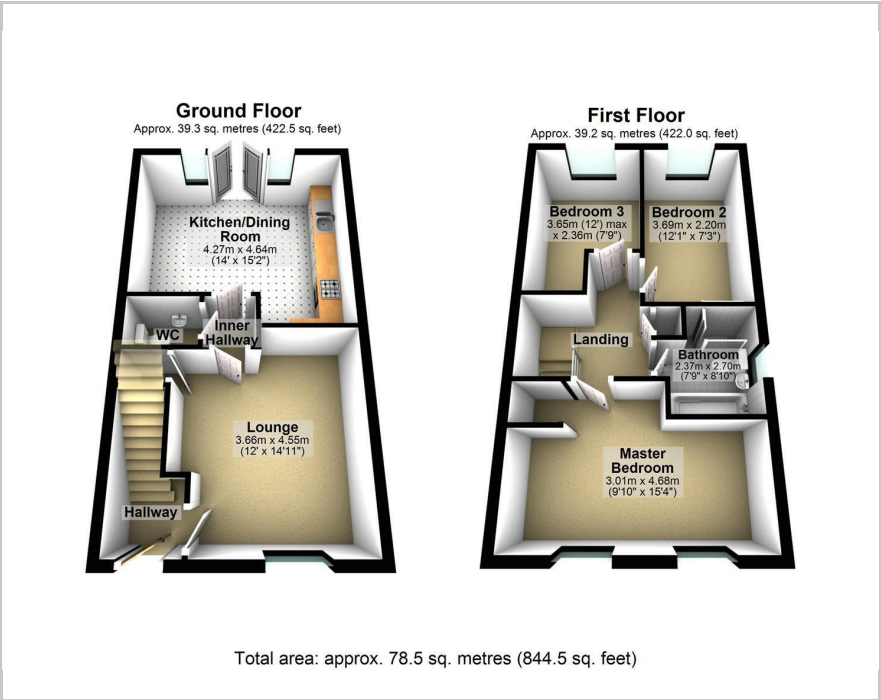 Ground Floor
Approx. 39.3 sq. metres (422.5 sq. feet)
Kitchen/Dining
Room
4.27m x 4.64m
(14' x 15'2")
WC
Inner
Hallway
Lounge
3.66m x 4.55m
(12' x 14'11")
Hallway
First Floor
Approx. 39.2 sq. metres (422.0 sq. feet)
Bedroom 3
3.65m (12') max
x 2.36m (7'9")
Bedroom 2
3.69m x 2.20m
(12'1" x 7'3")
Landing
Bathroom
2.37m x 2.70m
(7'9" x 8'10")
Master
Bedroom
3.01m x 4.68m
(9'10" x 15'4")
Total area: approx. 78.5 sq. metres (844.5 sq. feet)